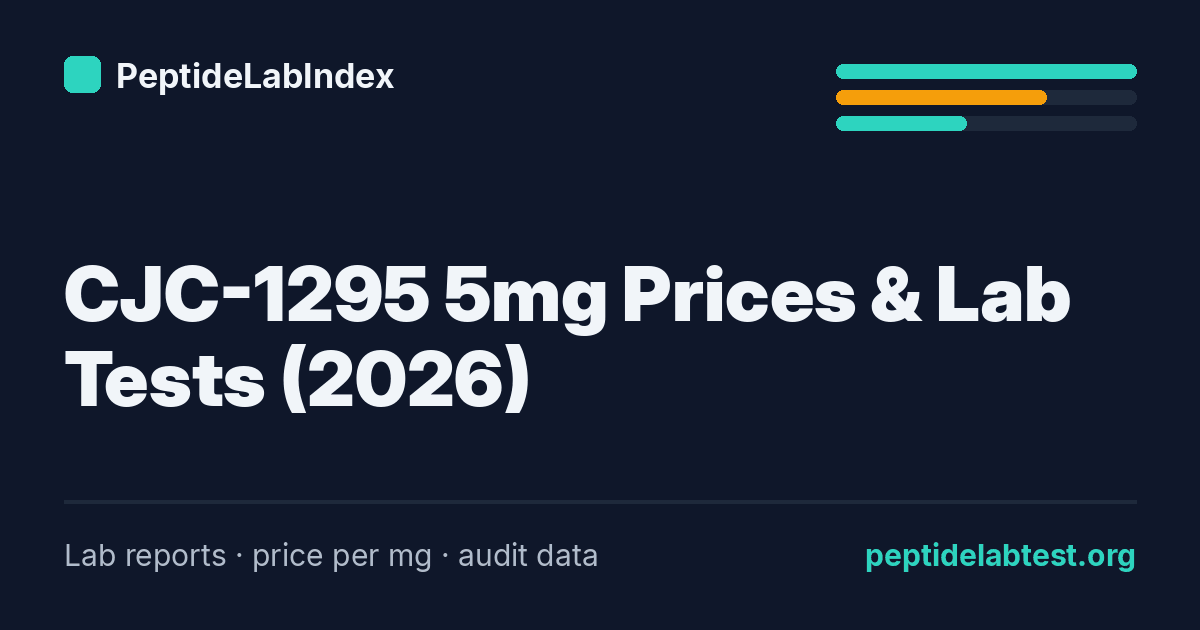 PeptideLabIndex
CJC-1295 5mg Prices & Lab
Tests (2026)
Lab reports · price per mg · audit data
peptidelabtest.org